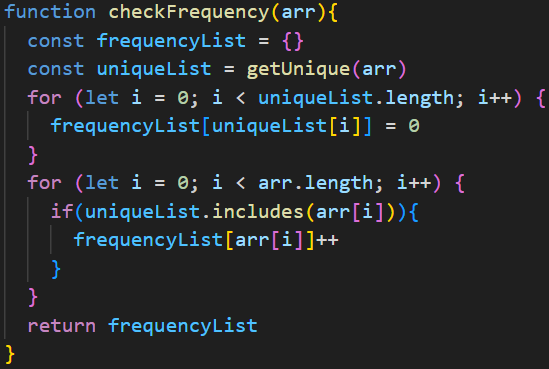 function checkFrequency(arr){
const frequencyList = {}
const uniqueList = getUnique(arr)
for (let i = 0; i < uniqueList.length; i++) {
frequencyList[uniqueList[i]] = 0
}
for (let i = 0; i < arr.length; i++) {
if(uniqueList.includes(arr[i])){
frequencyList[arr[i]]++
}
}
return frequencyList
}